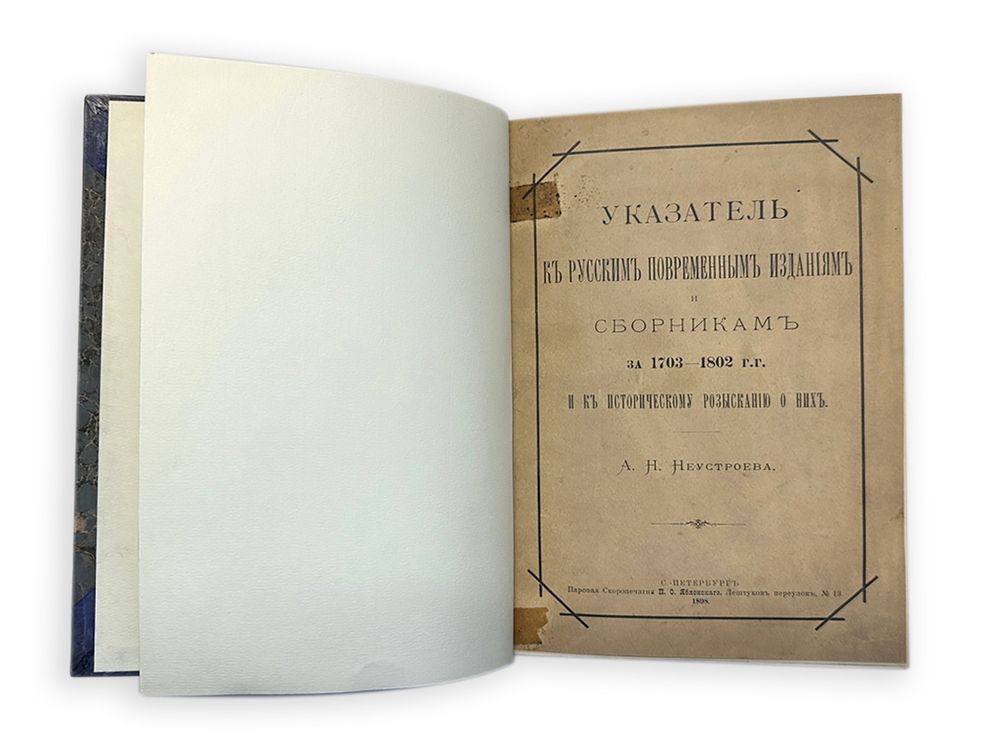 УКАЗАТЕЛЬ
КЪ РУССКИМЪ ПОВРЕМЕННЫМЪ ИЗДАНІЯМЪ
И
СБОРНИКАМЪ
ЗА 1703—1802 Г.Г.
И КЪ ИСТОРИЧЕСКОМУ РОЗЫСКАНІЮ О НИХЪ.
А. Н. НЕУСТРОЕВА.
С.-ПЕТЕРБУРГЪ
Паровая Скоропечатня П. О. Яблонскаго. Лештуковъ переулокъ, № 13
1898.